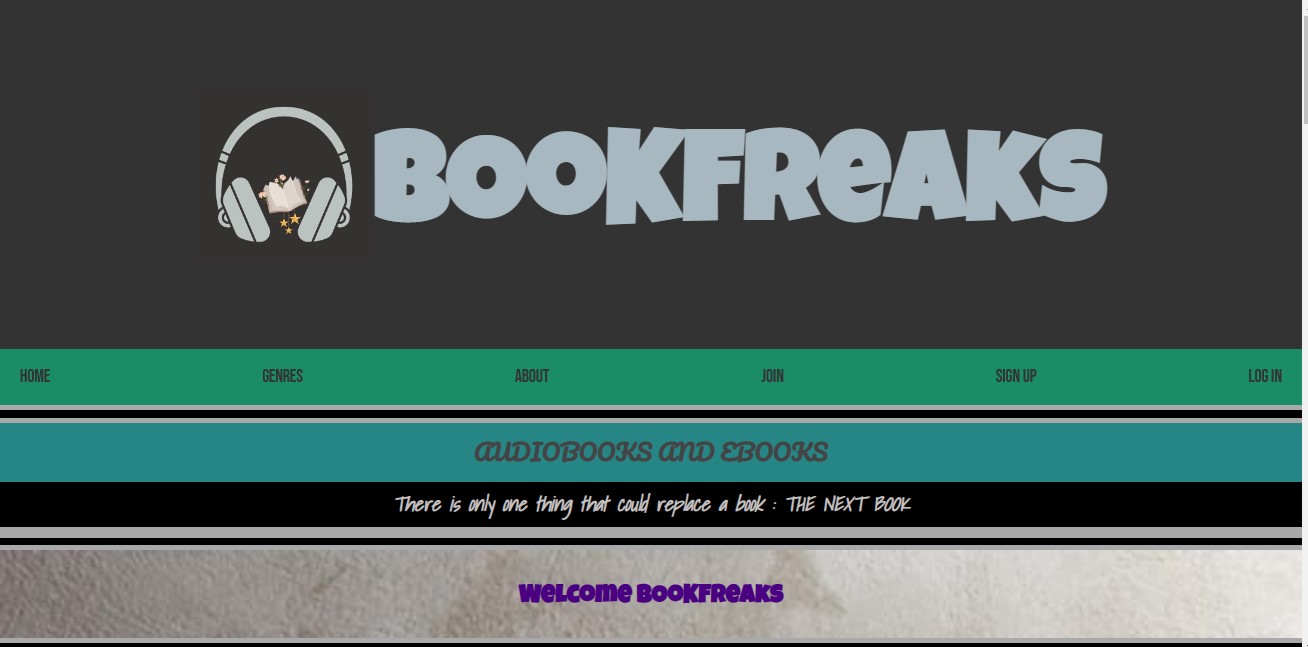 BOOKFREAKS
HOME GENRES ABOUT JOIN SIGN UP LOG IN
AUDIOBOOKS AND EBOOKS
There is only one thing that could replace a book : THE NEXT BOOK
Welcome BOOKFReaKS